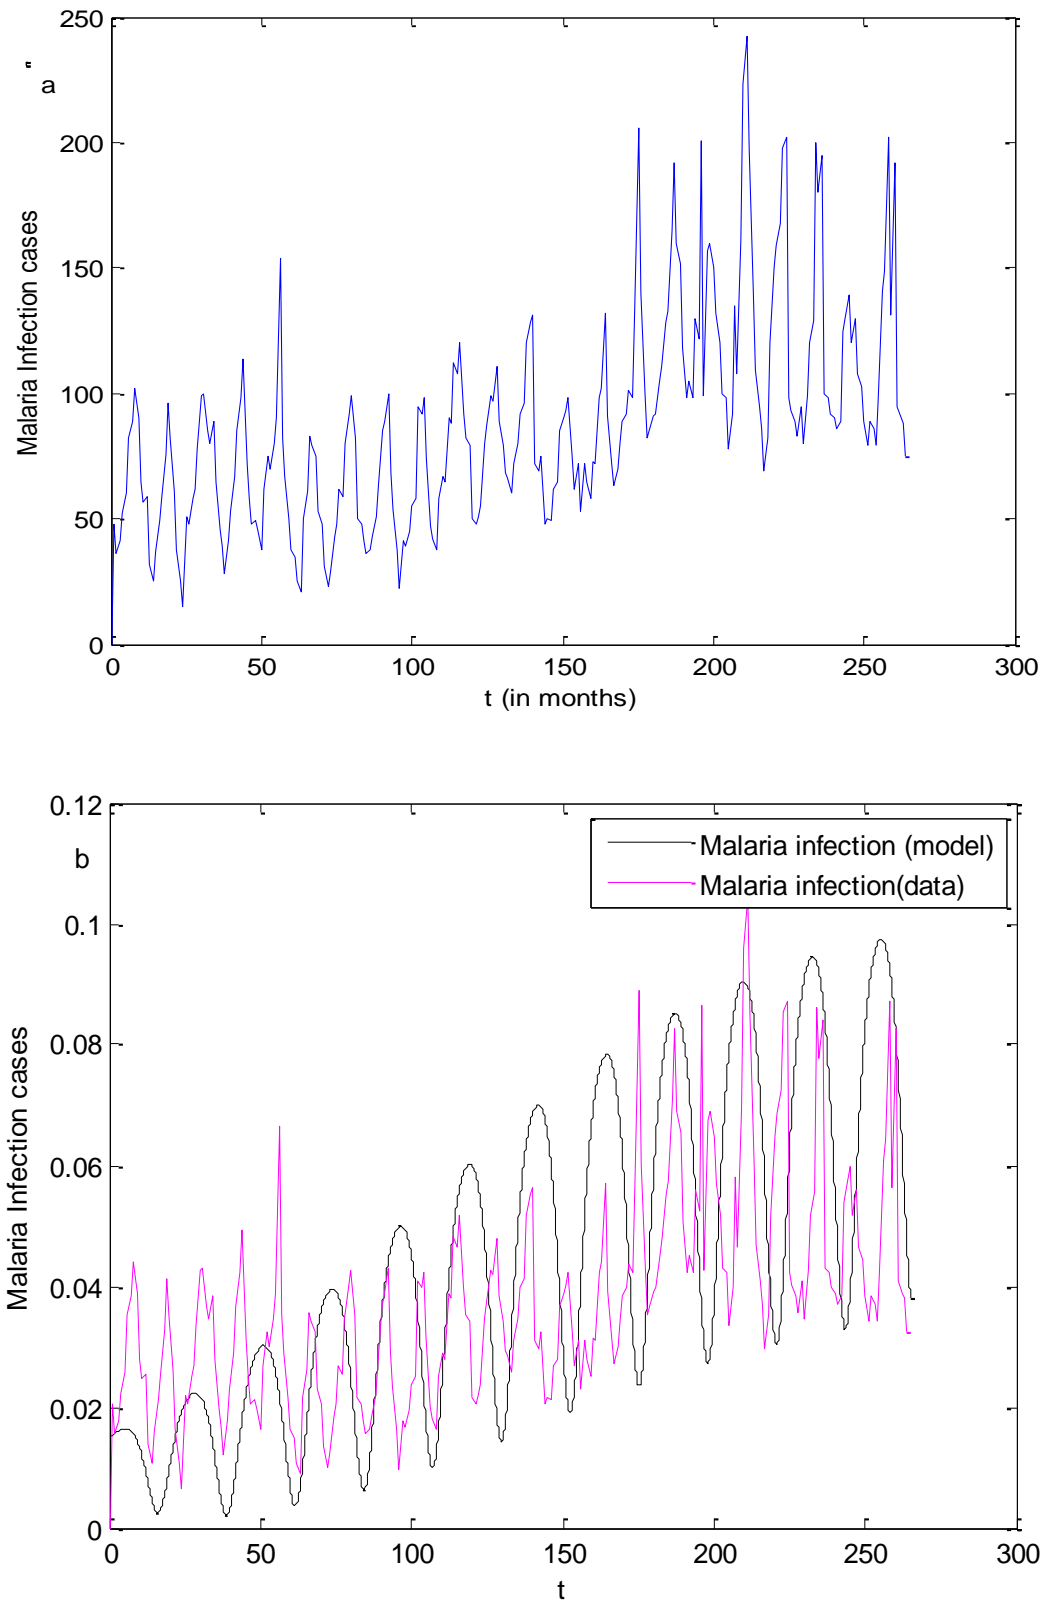 250
a"
200
150
100
50
0
Malaria Infection cases
0 50 100 150 200 250 300
t (in months)
0.12
b
0.1
0.08
0.06
0.04
0.02
0
Malaria Infection cases
Malaria infection (model)
Malaria infection(data)
0 50 100 150 200 250 300
t